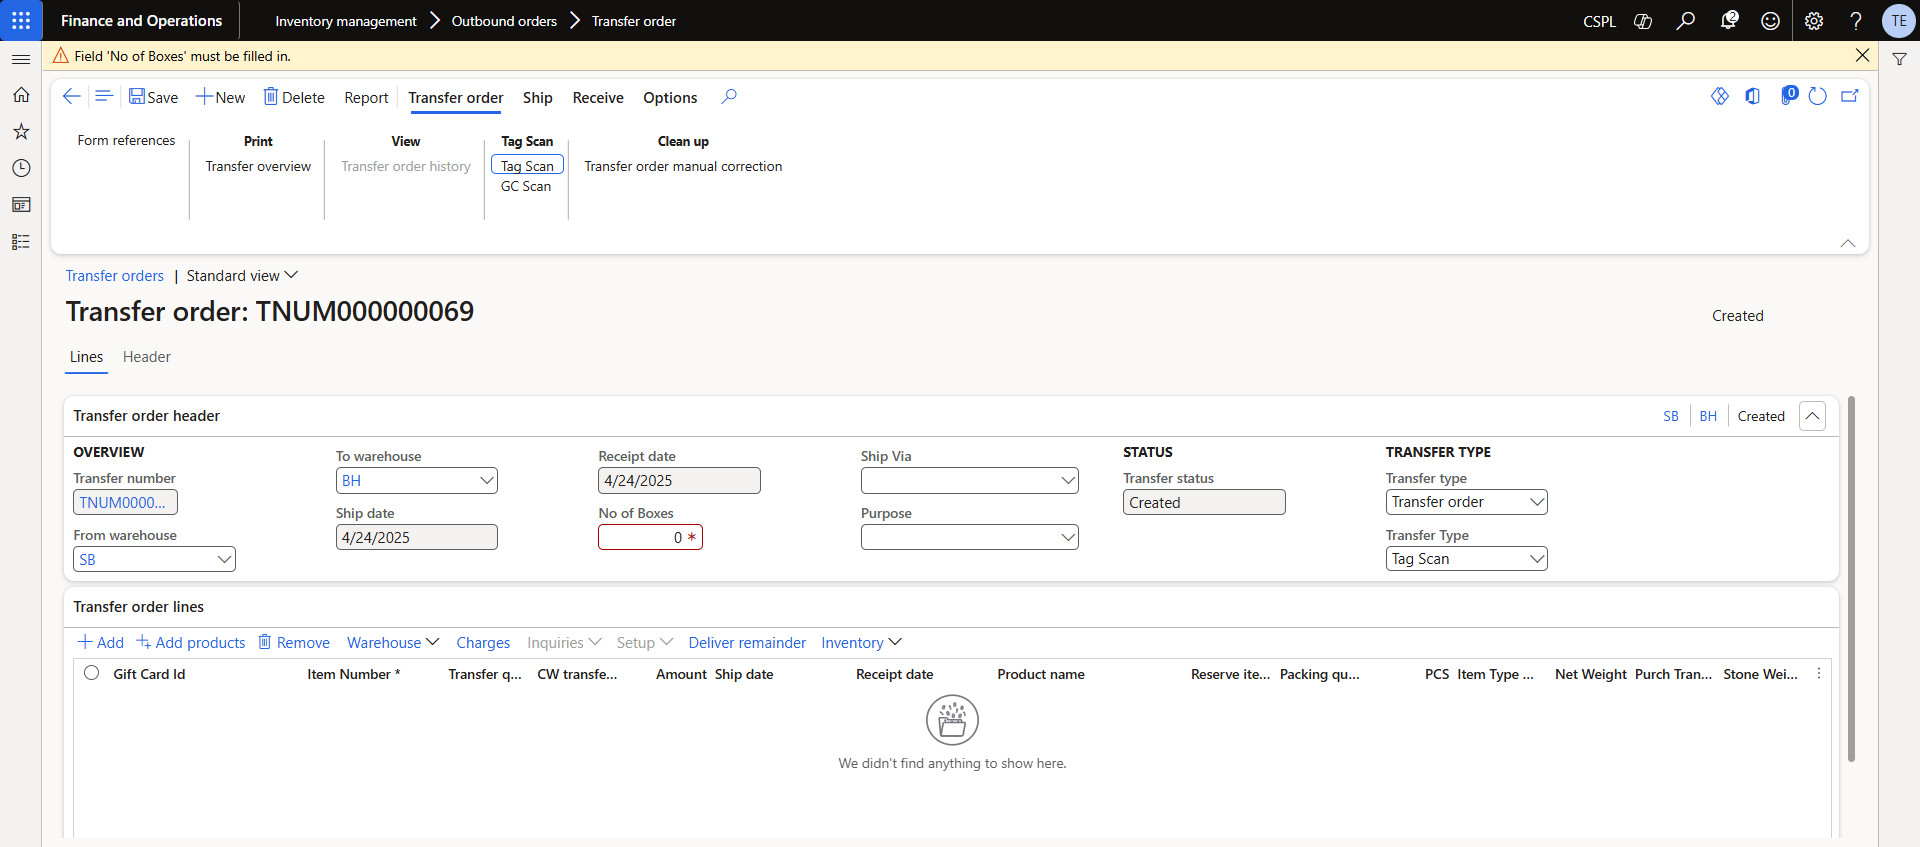 Finance and Operations
Inventory management
Outbound orders
Transfer order
CSPL
2
TE
Field 'No of Boxes' must be filled in.
Save
New
Delete
Report
Transfer order
Ship
Receive
Options
0
Form references
Print
Transfer overview
View
Transfer order history
Tag Scan
Tag Scan
GC Scan
Clean up
Transfer order manual correction
Transfer orders | Standard view
Transfer order: TNUM000000069
Created
Lines
Header
Transfer order header
SB
BH
Created
OVERVIEW
Transfer number
TNUM0000...
From warehouse
SB
To warehouse
BH
Ship date
4/24/2025
Receipt date
4/24/2025
No of Boxes
0 *
Ship Via
Purpose
STATUS
Transfer status
Created
TRANSFER TYPE
Transfer type
Transfer order
Transfer Type
Tag Scan
Transfer order lines
Add
Add products
Remove
Warehouse
Charges
Inquiries
Setup
Deliver remainder
Inventory
Gift Card Id
Item Number *
Transfer q...
CW transfe...
Amount
Ship date
Receipt date
Product name
Reserve ite...
Packing qu...
PCS
Item Type ...
Net Weight
Purch Tran...
Stone Wei...
We didn't find anything to show here.